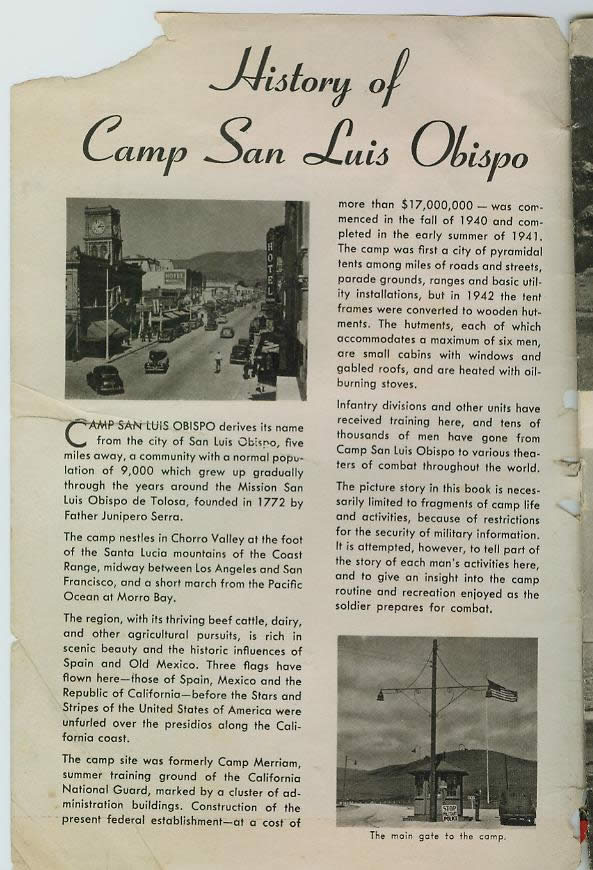 History of
Camp San Luis Obispo
HOTEL
HOTEL
CAMP SAN LUIS OBISPO derives its name
from the city of San Luis Obispo, five
miles away, a community with a normal popu-
lation of 9,000 which grew up gradually
through the years around the Mission San
Luis Obispo de Tolosa, founded in 1772 by
Father Junipero Serra.
The camp nestles in Chorro Valley at the foot
of the Santa Lucia mountains of the Coast
Range, midway between Los Angeles and San
Francisco, and a short march from the Pacific
Ocean at Morro Bay.
The region, with its thriving beef cattle, dairy,
and other agricultural pursuits, is rich in
scenic beauty and the historic influences of
Spain and Old Mexico. Three flags have
flown here—those of Spain, Mexico and the
Republic of California—before the Stars and
Stripes of the United States of America were
unfurled over the presidios along the Cali-
fornia coast.
The camp site was formerly Camp Merriam,
summer training ground of the California
National Guard, marked by a cluster of ad-
ministration buildings. Construction of the
present federal establishment—at a cost of
more than $17,000,000 — was com-
menced in the fall of 1940 and com-
pleted in the early summer of 1941.
The camp was first a city of pyramidal
tents among miles of roads and streets,
parade grounds, ranges and basic util-
ity installations, but in 1942 the tent
frames were converted to wooden hut-
ments. The hutments, each of which
accommodates a maximum of six men,
are small cabins with windows and
gabled roofs, and are heated with oil-
burning stoves.
Infantry divisions and other units have
received training here, and tens of
thousands of men have gone from
Camp San Luis Obispo to various thea-
ters of combat throughout the world.
The picture story in this book is neces-
sarily limited to fragments of camp life
and activities, because of restrictions
for the security of military information.
It is attempted, however, to tell part of
the story of each man's activities here,
and to give an insight into the camp
routine and recreation enjoyed as the
soldier prepares for combat.
STOP
MILITARY
POLICE
The main gate to the camp.